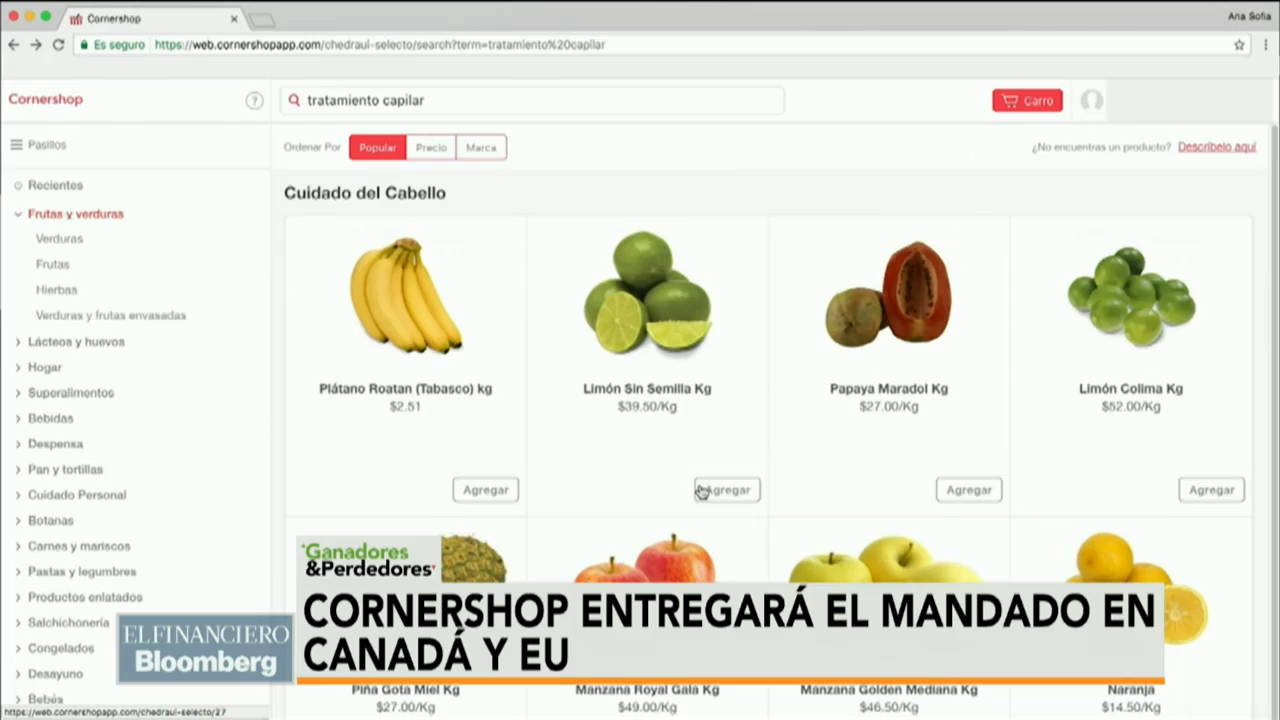 Cornershop
Ana Sofia
Es seguro
https://web.cornershopapp.com/chedraui-selecto/search?term=tratamiento%20capilar
Cornershop
?
tratamiento capilar
Carro
Pasillos
Ordenar Por
Popular
Precio
Marca
¿No encuentras un producto? Descríbelo aquí
Recientes
Frutas y verduras
Verduras
Frutas
Hierbas
Verduras y frutas envasadas
Lácteos y huevos
Hogar
Superalimentos
Bebidas
Despensa
Pan y tortillas
Cuidado Personal
Botanas
Carnes y mariscos
Pastas y legumbres
Productos enlatados
Salchichonería
Congelados
Desayuno
Bebés
Cuidado del Cabello
Plátano Roatan (Tabasco) kg
$2.51
Agregar
Limón Sin Semilla Kg
$39.50/Kg
Agregar
Papaya Maradol Kg
$27.00/Kg
Agregar
Limón Colima Kg
$52.00/Kg
Agregar
Piña Gota Miel Kg
$27.00/Kg
Manzana Royal Gala Kg
$49.00/Kg
Manzana Golden Mediana Kg
$46.50/Kg
Naranja
$14.50/Kg
Ganadores
&Perdedores
EL FINANCIERO
Bloomberg
CORNERSHOP ENTREGARÁ EL MANDADO EN
CANADÁ Y EU
https://web.cornershopapp.com/chedraui-selecto/27